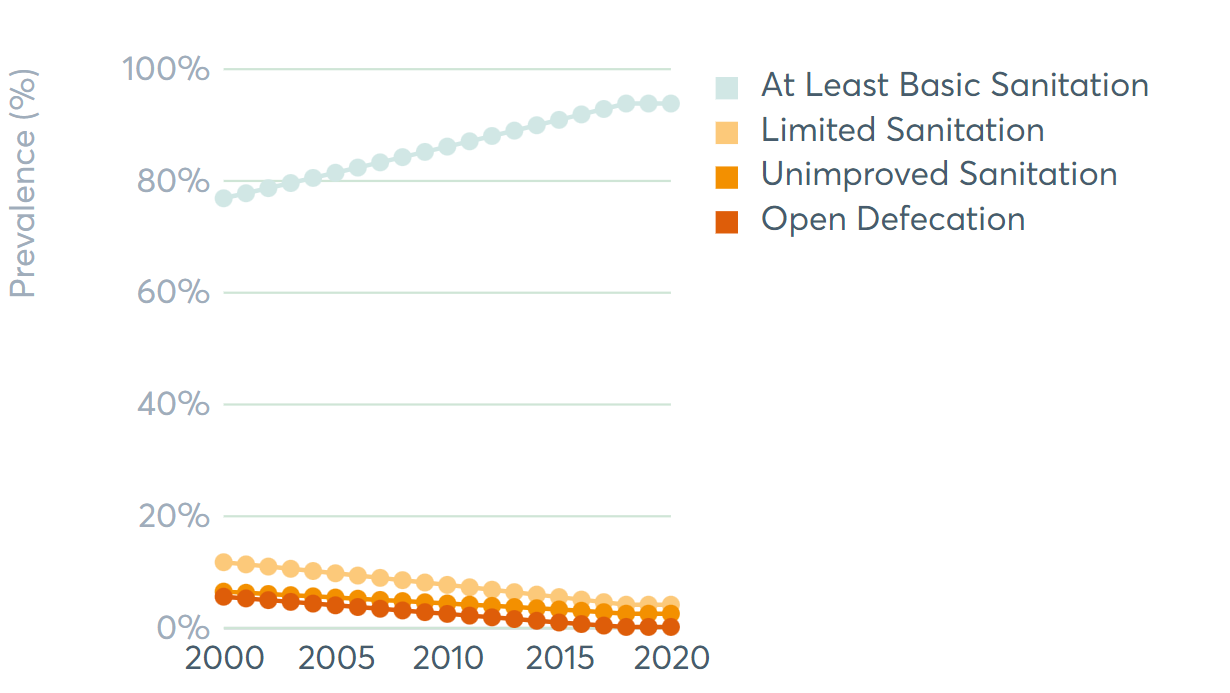 Prevalence (%)
100%
80%
60%
40%
20%
0%
2000 2005 2010 2015 2020
At Least Basic Sanitation
Limited Sanitation
Unimproved Sanitation
Open Defecation